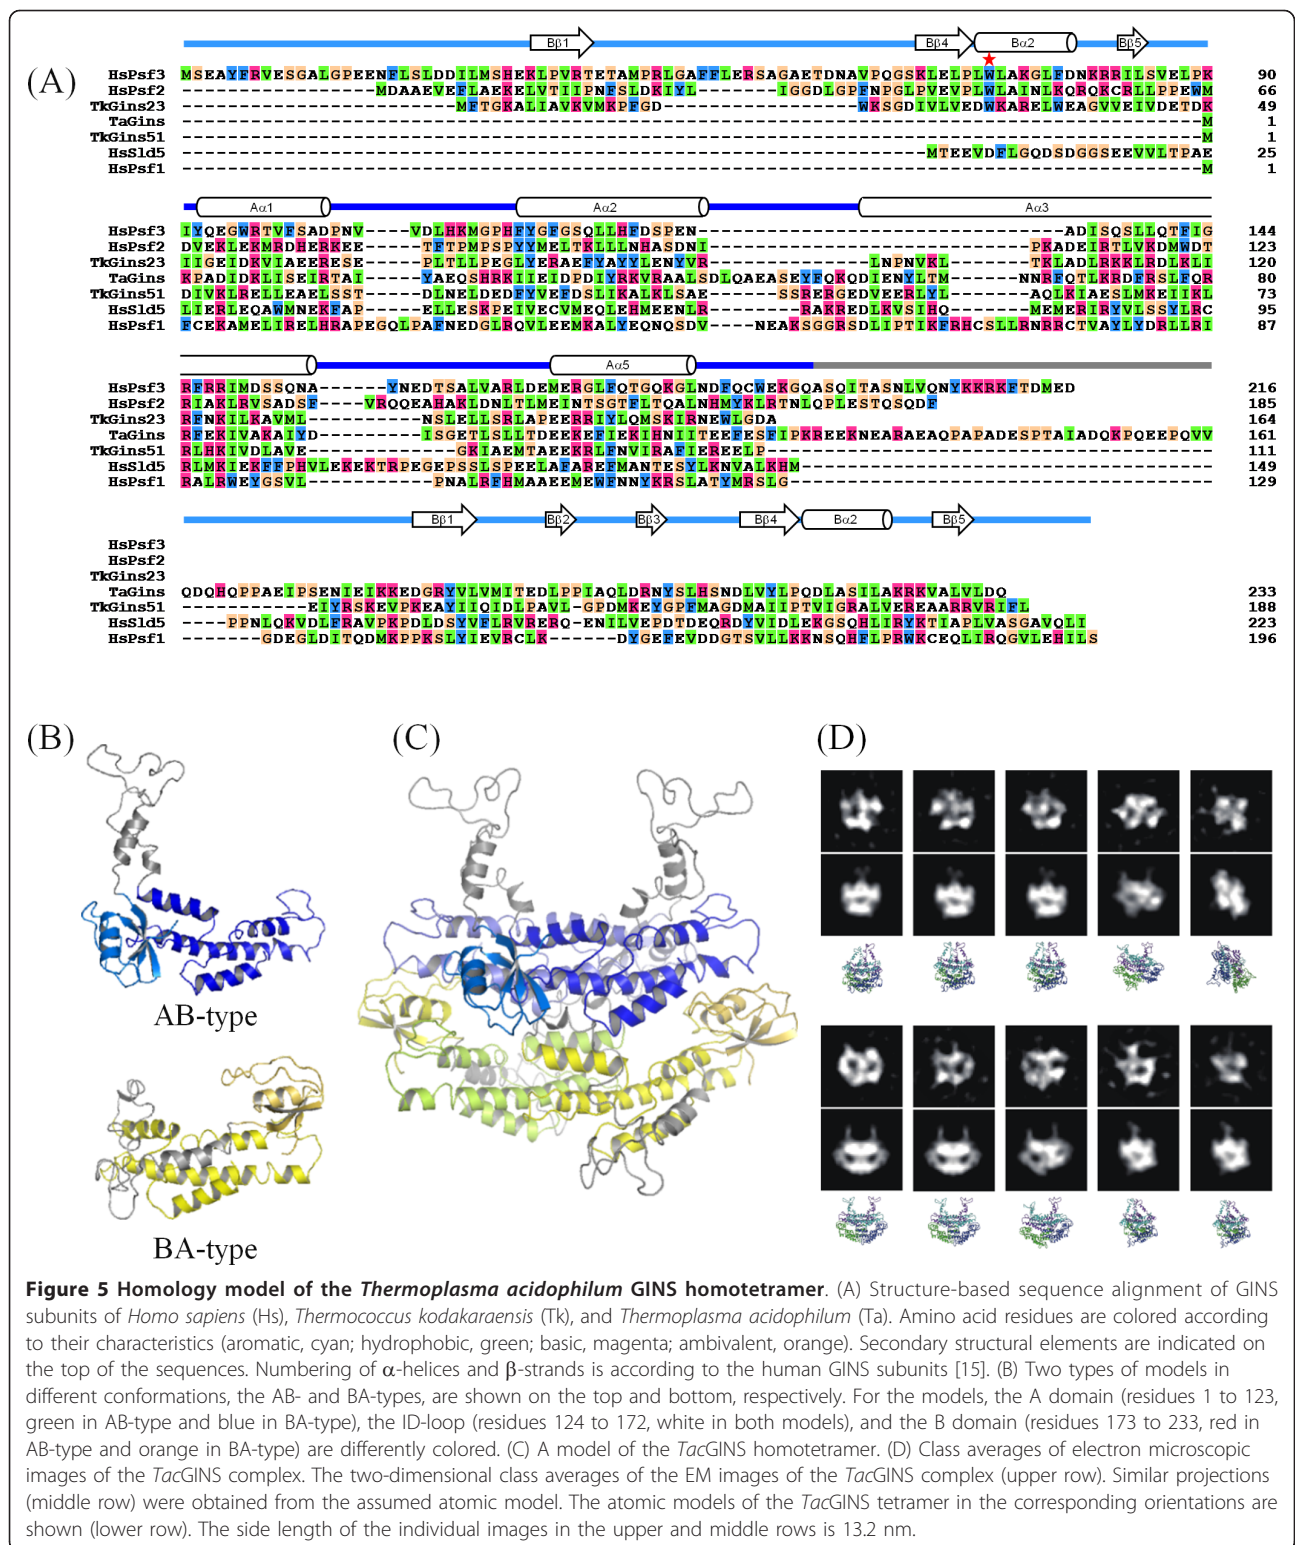 (A)
Bβ1 Bβ4 Bα2 Bβ5
HsPsf3 MSEAYFRVESGALGPEENFLSLDDILMSHEKLPVRTETAMPRLGAFFLERSAGAETDNAVPQGSKLELPLWLAKGLFDNKRRILSVELPK 90
HsPsf2 -----------------MDAAEVEFLAEKELVTIIPNFSLDKIYL-------IGGDLGPFNPGLPVEVPLWLAINLKQRQKCRLLPPEWM 66
TkGins23 ------------------------MFTGKALIAVKVMKPFGD-----------------WKSGDIVLVEDWKARELWEAGVVEIVDETDK 49
TaGins -----------------------------------------------------------------------------------------M 1
TkGins51 -----------------------------------------------------------------------------------------M 1
HsSld5 -----------------------------------------------------------------MTEEVDFLGQDSDGGSEEVVLTPAE 25
HsPsf1 -----------------------------------------------------------------------------------------M 1
Aα1 Aα2 Aα3
HsPsf3 IYQEGWRTVFSADPNV----VDLHKMGPHFYGFGSQLLHFDSPEN--------------------------------ADISQSLLQTFIG 144
HsPsf2 DVEKLEKMRDHERKEE-----TFTPMPSPYYMELTKLLLNHASDNI----------------------------PKADEIRTLVKDMWDT 123
TkGins23 IIGEIDKVIAEERESE-----PLTLLPEGLYERAEFYAYYLENYVR--------------LNPNVKL-------TKLADLRKKLRDLKLI 120
TaGins KPADIDKLISEIRTAI-----YAEQSHRKIIEIDPDIYRKVRAALSDLQAEASEYFQKQDIENYLTM------NNRFQTLKRDFRSLFQR 80
TkGins51 DIVKLRELLEAELSST-----DLNELDEDFYVEFDSLIKALKLSAE------SSRERGEDVEERLYL-------AQLKIAESLMKEIIKL 73
HsSld5 LIERLEQAWMNEKFAP-----ELLESKPEIVECVMEQLEHMEENLR--------RAKREDLKVSIHQ-------MEMERIRYVLSSYLRC 95
HsPsf1 FCEKAMELIRELHRAPEGQLPAFNEDGLRQVLEEMKALYEQNQSDV----NEAKSGGRSDLIPTIKFRHCSLLRNRRCTVAYLYDRLLRI 87
Aα5
HsPsf3 RFRRIMDSSQNA------YNEDTSALVARLDEMERGLFQTGQKGLNDFQCWEKGQASQITASNLVQNYKKRKFTDMED 216
HsPsf2 RIAKLRVSADSF----VRQQEAHAKLDNLTLMEINTSGTFLTQALNHMYKLRTNLQPLESTQSQDF 185
TkGins23 RFNKILKAVML----------NSLELLSRLAPEERRIYLQMSKIRNEWLGDA 164
TaGins RFEKIVAKAIYD---------ISGETLSLLTDEEKEFIEKIHNIITEEFESFIPKREEKNEARAEAQPAPADESPTAIADQKPQEEPQVV 161
TkGins51 RLHKIVDLAVE-------------GKIAEMTAEEKRLFNVIRAFIEREELP--------------------------------------- 111
HsSld5 RLMKIEKFFPHVLEKEKTRPEGEPSSLSPEELAFAREFMANTESYLKNVALKHM------------------------------------ 149
HsPsf1 RALRWEYGSVL-----------PNALRFHMAAEEMEWFNNYKRSLATYMRSLG------------------------------------- 129
Bβ1 Bβ2 Bβ3 Bβ4 Bα2 Bβ5
HsPsf3
HsPsf2
TkGins23
TaGins QDQHQPPAEIPSENIEIKKEDGRYVLVMITEDLPPIAQLDRNYSLHSNDLVYLPQDLASILAKRKVALVLDQ 233
TkGins51 -----------EIYRSKEVPKEAYIIQIDLPAVL-GPDMKEYGPFMAGDMAIIPTVIGRALVEREAARRVRIFL 188
HsSld5 ----PPNLQKVDLFRAVPKPDLDSYVFLRVRERQ-ENILVEPDTDEQRDYVIDLEKGSQHLIRYKTIAPLVASGAVQLI 223
HsPsf1 -------GDEGLDITQDMKPPKSLYIEVRCLK------DYGEFEVDDGTSVLLKKNSQHFLPRWKCEQLIRQGVLEHILS 196
(B) (C) (D)
AB-type
BA-type
Figure 5 Homology model of the Thermoplasma acidophilum GINS homotetramer. (A) Structure-based sequence alignment of GINS
subunits of Homo sapiens (Hs), Thermococcus kodakaraensis (Tk), and Thermoplasma acidophilum (Ta). Amino acid residues are colored according
to their characteristics (aromatic, cyan; hydrophobic, green; basic, magenta; ambivalent, orange). Secondary structural elements are indicated on
the top of the sequences. Numbering of α-helices and β-strands is according to the human GINS subunits [15]. (B) Two types of models in
different conformations, the AB- and BA-types, are shown on the top and bottom, respectively. For the models, the A domain (residues 1 to 123,
green in AB-type and blue in BA-type), the ID-loop (residues 124 to 172, white in both models), and the B domain (residues 173 to 233, red in
AB-type and orange in BA-type) are differently colored. (C) A model of the TacGINS homotetramer. (D) Class averages of electron microscopic
images of the TacGINS complex. The two-dimensional class averages of the EM images of the TacGINS complex (upper row). Similar projections
(middle row) were obtained from the assumed atomic model. The atomic models of the TacGINS tetramer in the corresponding orientations are
shown (lower row). The side length of the individual images in the upper and middle rows is 13.2 nm.